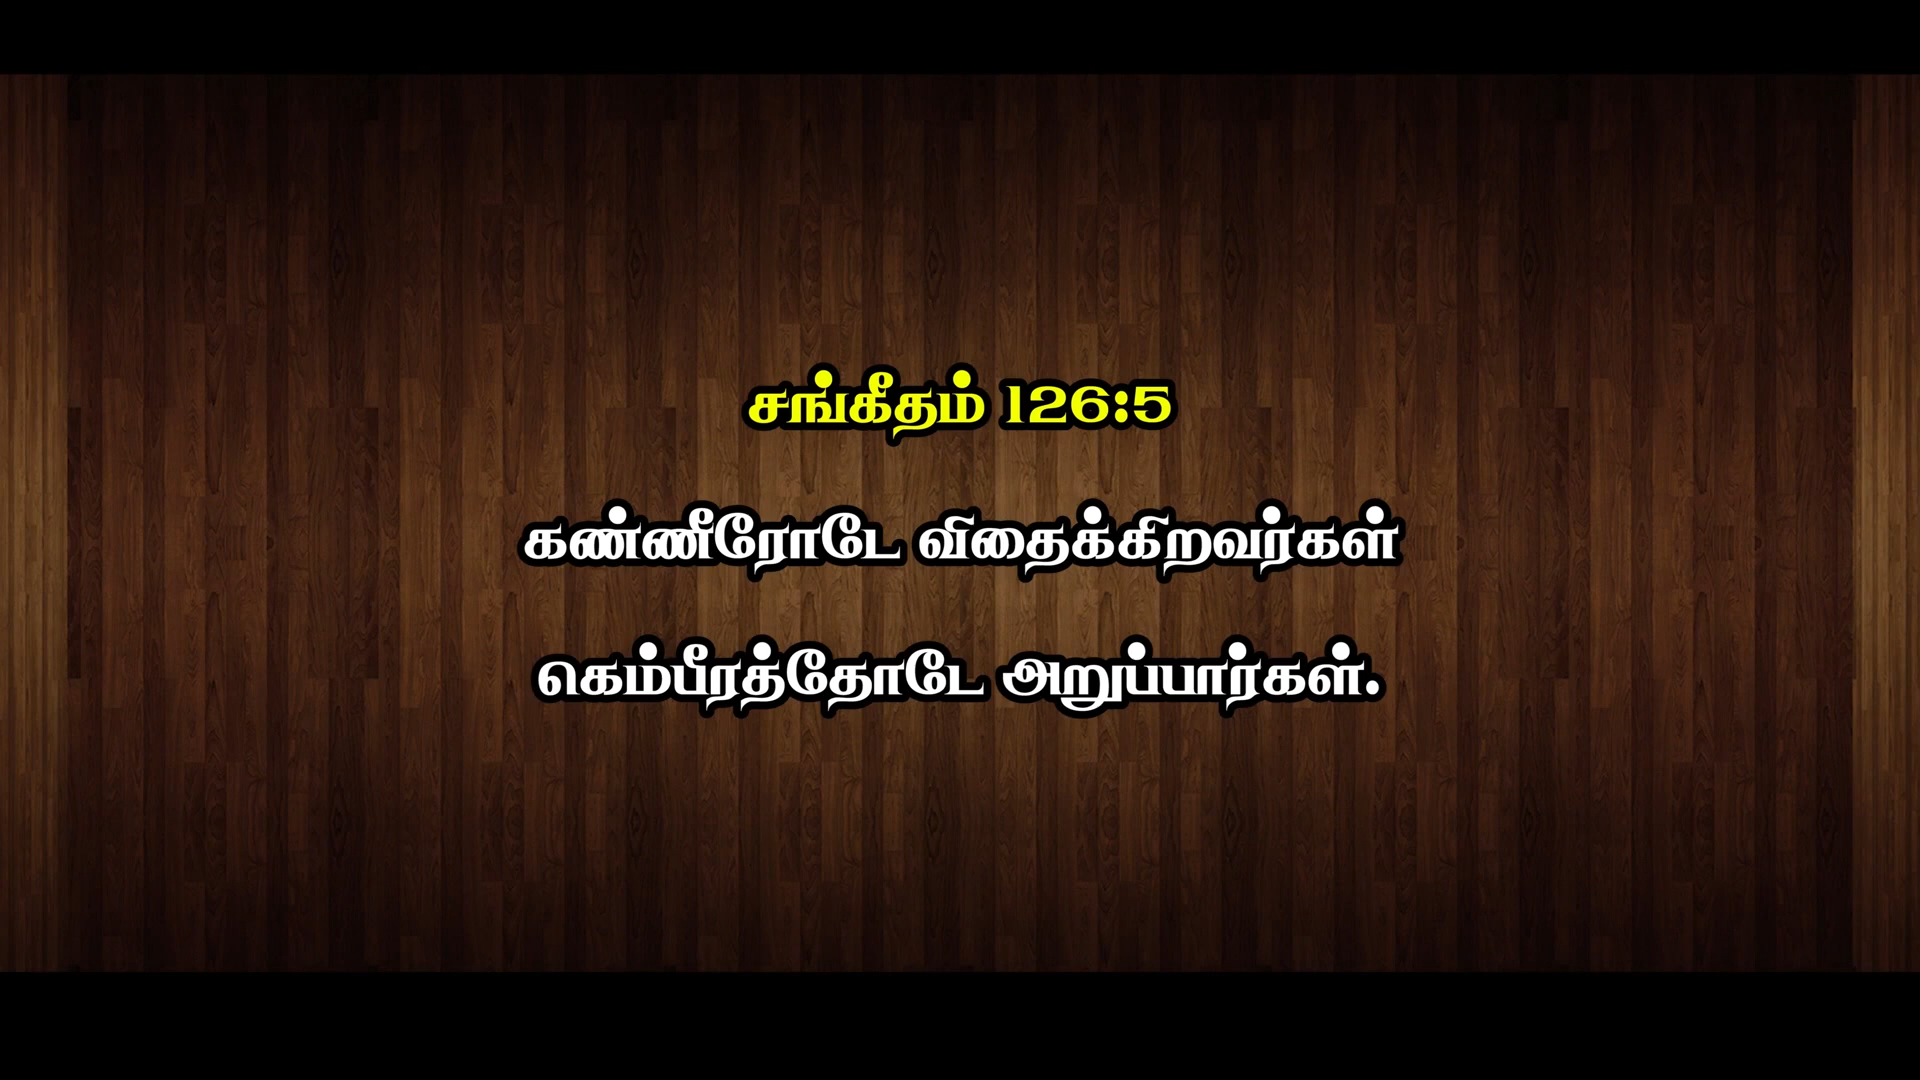 சங்கீதம் 126:5
கண்ணீரோடே விதைக்கிறவர்கள்
கெம்பீரத்தோடே அறுப்பார்கள்.